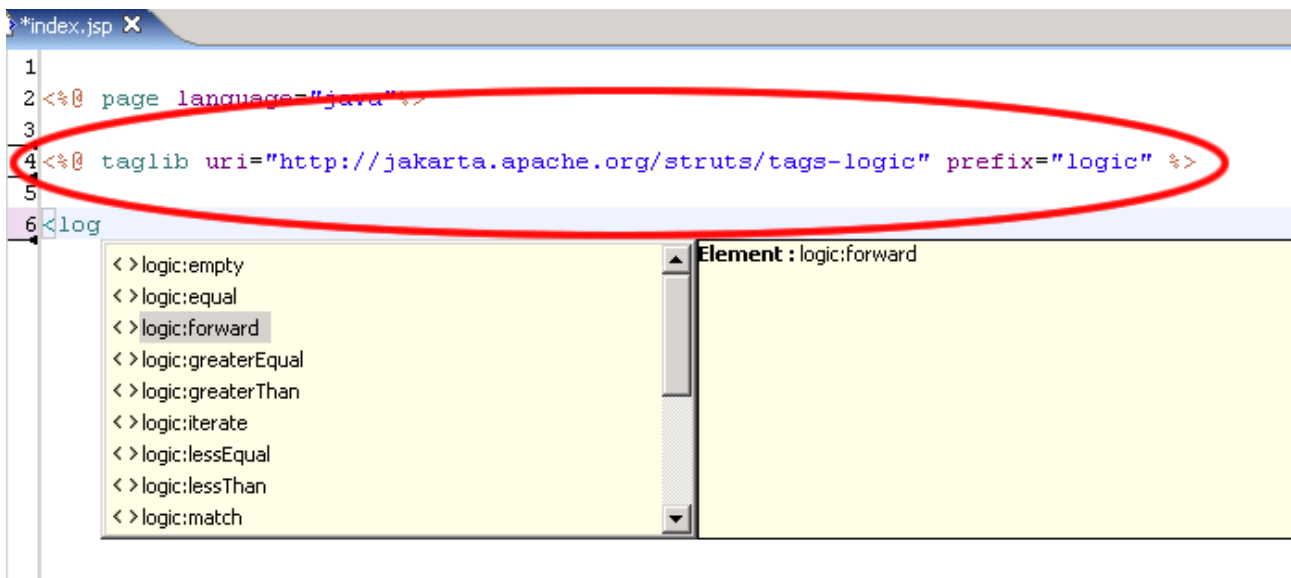 *index.jsp
1
2 <%@ page language="java"%>
3
4 <%@ taglib uri="http://jakarta.apache.org/struts/tags-logic" prefix="logic" %>
5
6 <log
< > logic:empty
< > logic:equal
< > logic:forward
< > logic:greaterEqual
< > logic:greaterThan
< > logic:iterate
< > logic:lessEqual
< > logic:lessThan
< > logic:match
Element : logic:forward